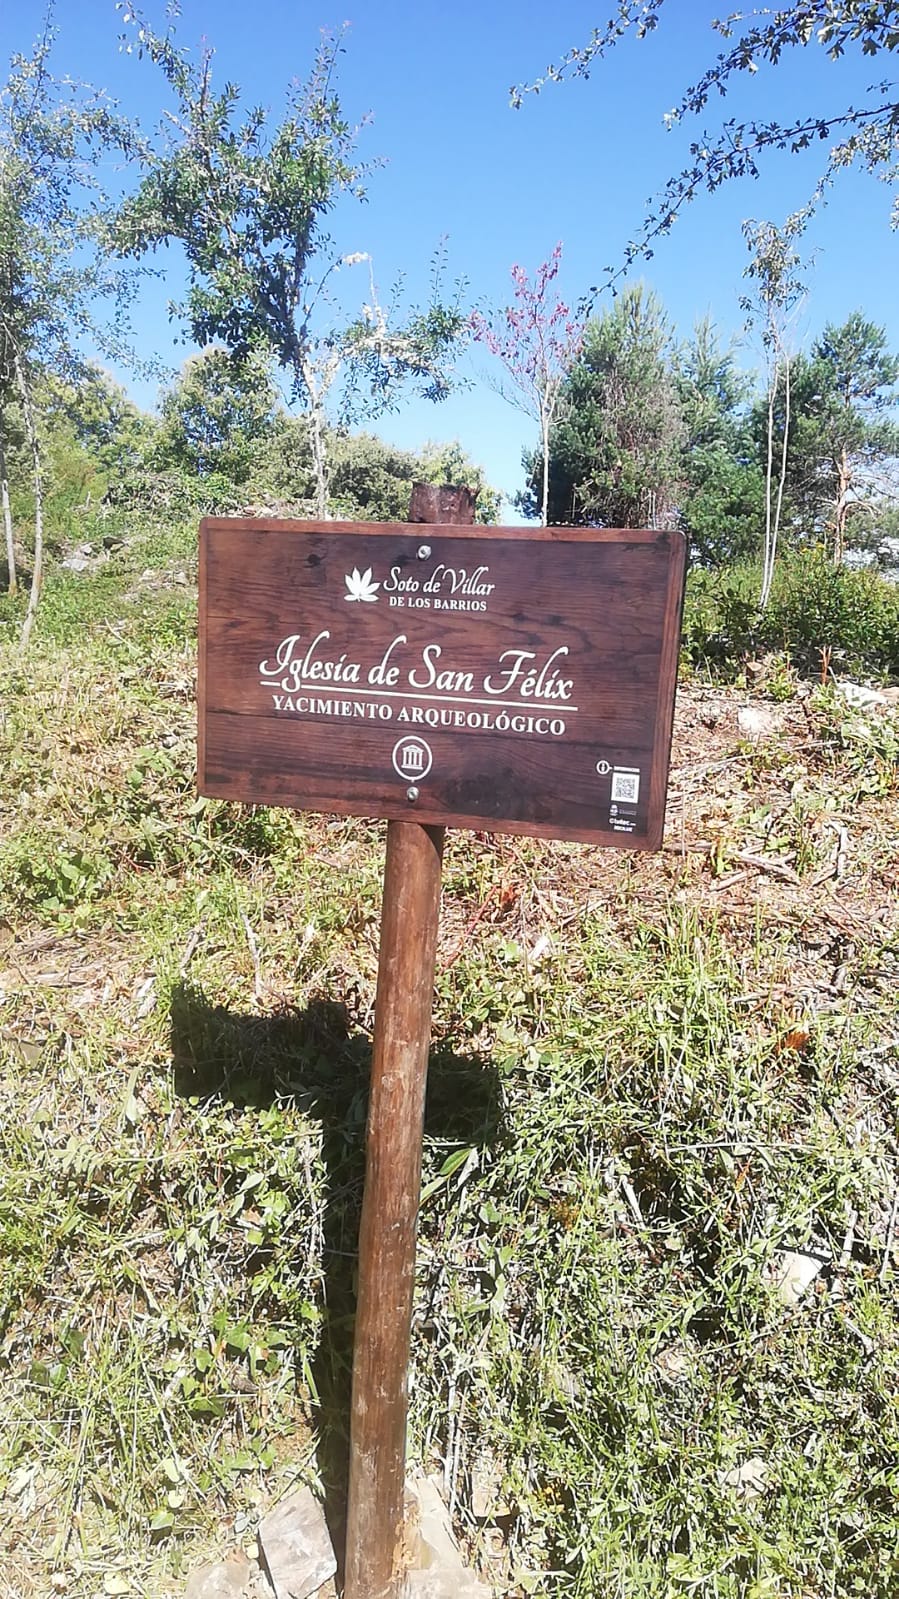 Soto de Villar
DE LOS BARRIOS
Iglesia de San Félix
YACIMIENTO ARQUEOLÓGICO